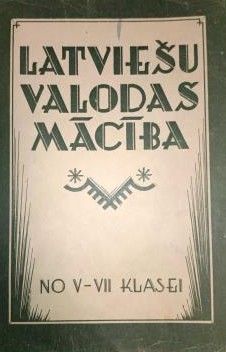 LATVIEŠU
VALODAS
MĀCĪBA
NO V-VII KLASEI